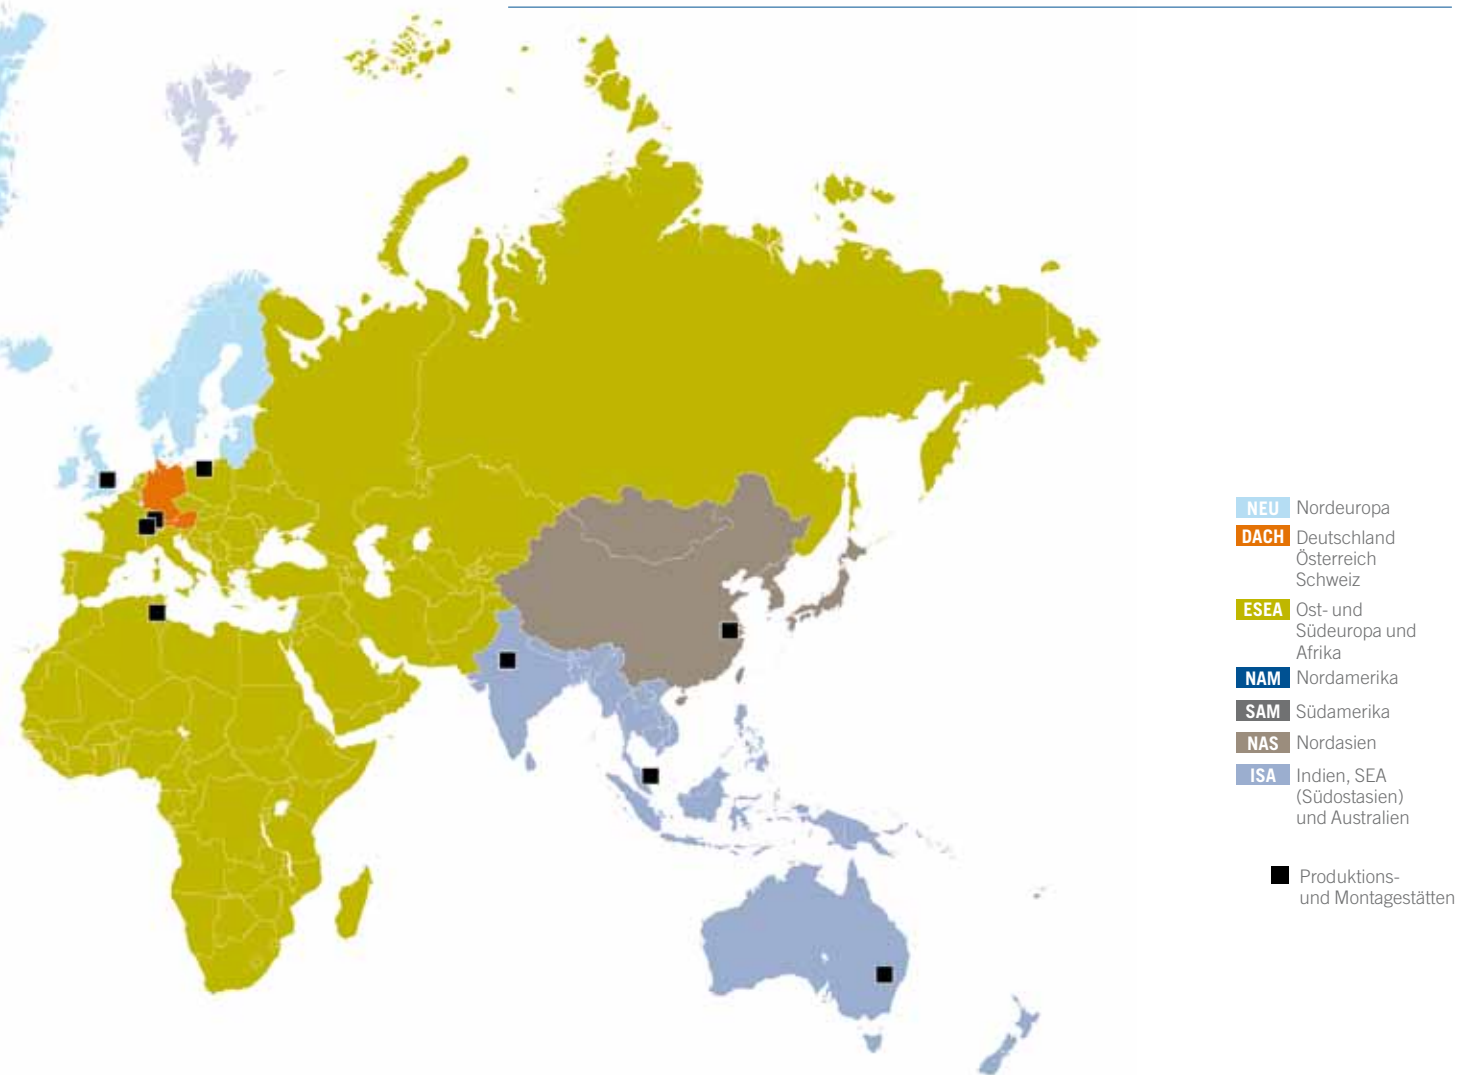 NEU Nordeuropa
DACH Deutschland
Österreich
Schweiz
ESEA Ost- und
Südeuropa und
Afrika
NAM Nordamerika
SAM Südamerika
NAS Nordasien
ISA Indien, SEA
(Südostasien)
und Australien
Produktions-
und Montagestätten